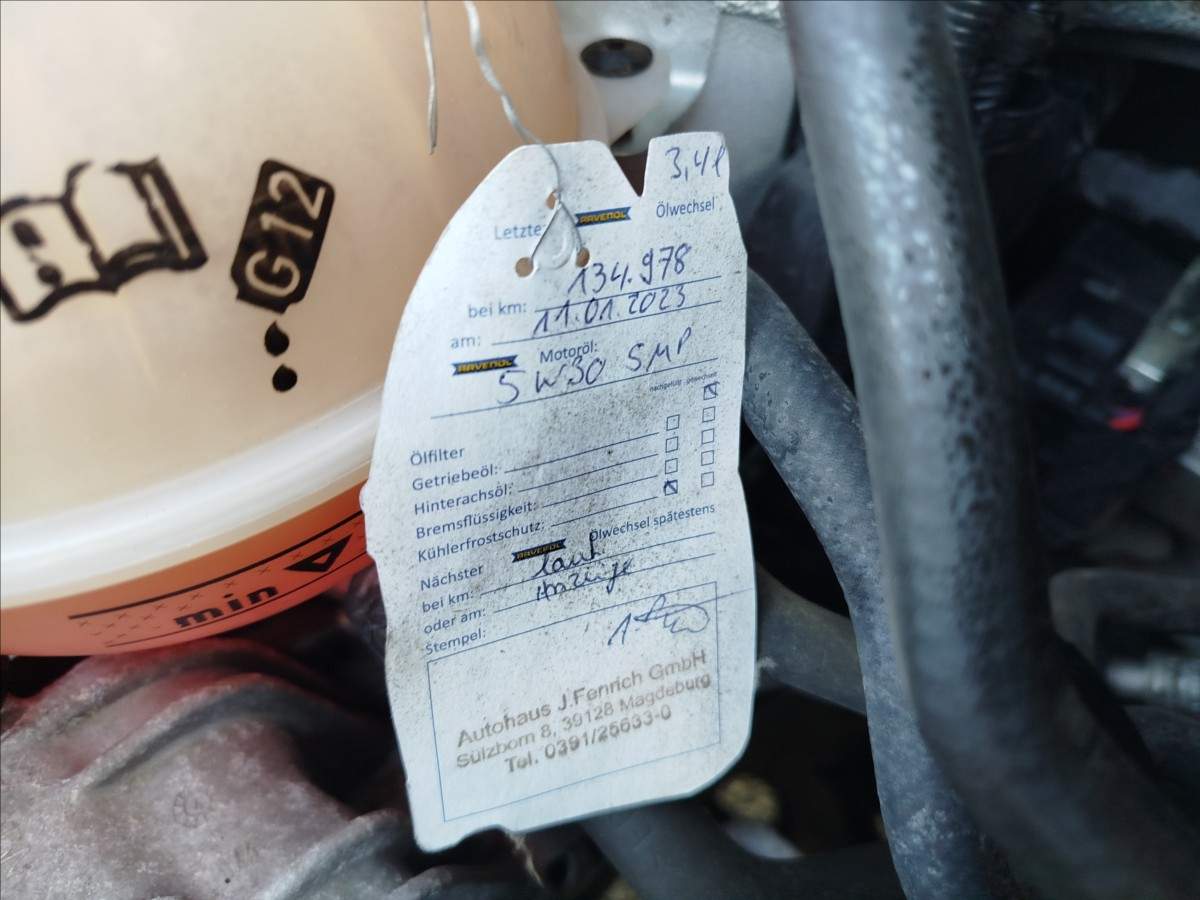 G12
min
3,4l
Letzter RAVENOL Ölwechsel
bei km: 134.978
am: 11.01.2023
RAVENOL Motoröl:
5W30 SMP
nachgefüllt gewechselt
Ölfilter
Getriebeöl:
Hinterachsöl:
Bremsflüssigkeit:
Kühlerfrostschutz:
Nächster RAVENOL Ölwechsel spätestens
bei km: laut
oder am: Anzeige
Stempel:
Autohaus J.Fenrich GmbH
Sülzborn 8, 39128 Magdeburg
Tel. 0391/25633-0